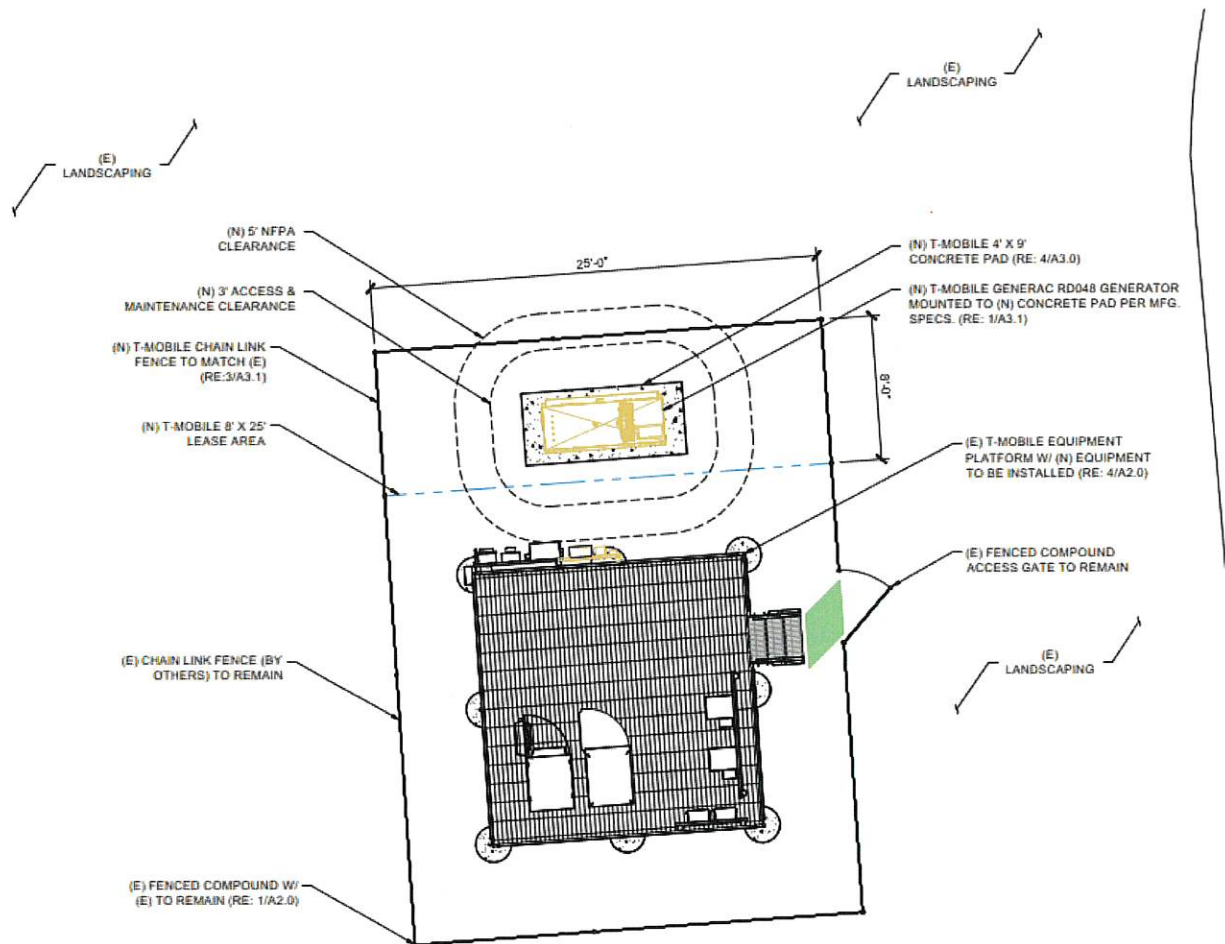 (E)
LANDSCAPING
(E)
LANDSCAPING
(N) 5' NFPA
CLEARANCE
25'-0"
(N) T-MOBILE 4' X 9'
CONCRETE PAD (RE: 4/A3.0)
(N) 3' ACCESS &
MAINTENANCE CLEARANCE
(N) T-MOBILE GENERAC RD048 GENERATOR
MOUNTED TO (N) CONCRETE PAD PER MFG.
SPECS. (RE: 1/A3.1)
(N) T-MOBILE CHAIN LINK
FENCE TO MATCH (E)
(RE:3/A3.1)
8'-0"
(N) T-MOBILE 8' X 25'
LEASE AREA
(E) T-MOBILE EQUIPMENT
PLATFORM W/ (N) EQUIPMENT
TO BE INSTALLED (RE: 4/A2.0)
(E) FENCED COMPOUND
ACCESS GATE TO REMAIN
(E) CHAIN LINK FENCE (BY
OTHERS) TO REMAIN
(E)
LANDSCAPING
(E) FENCED COMPOUND W/
(E) TO REMAIN (RE: 1/A2.0)